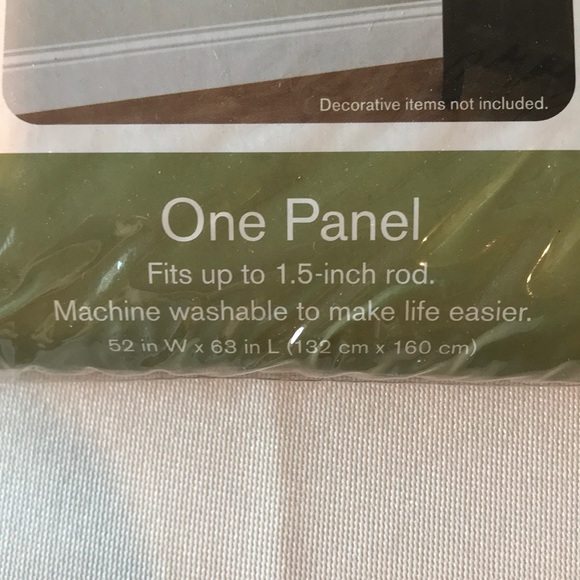 Decorative items not included.
One Panel
Fits up to 1.5-inch rod.
Machine washable to make life easier.
52 in W x 63 in L (132 cm x 160 cm)